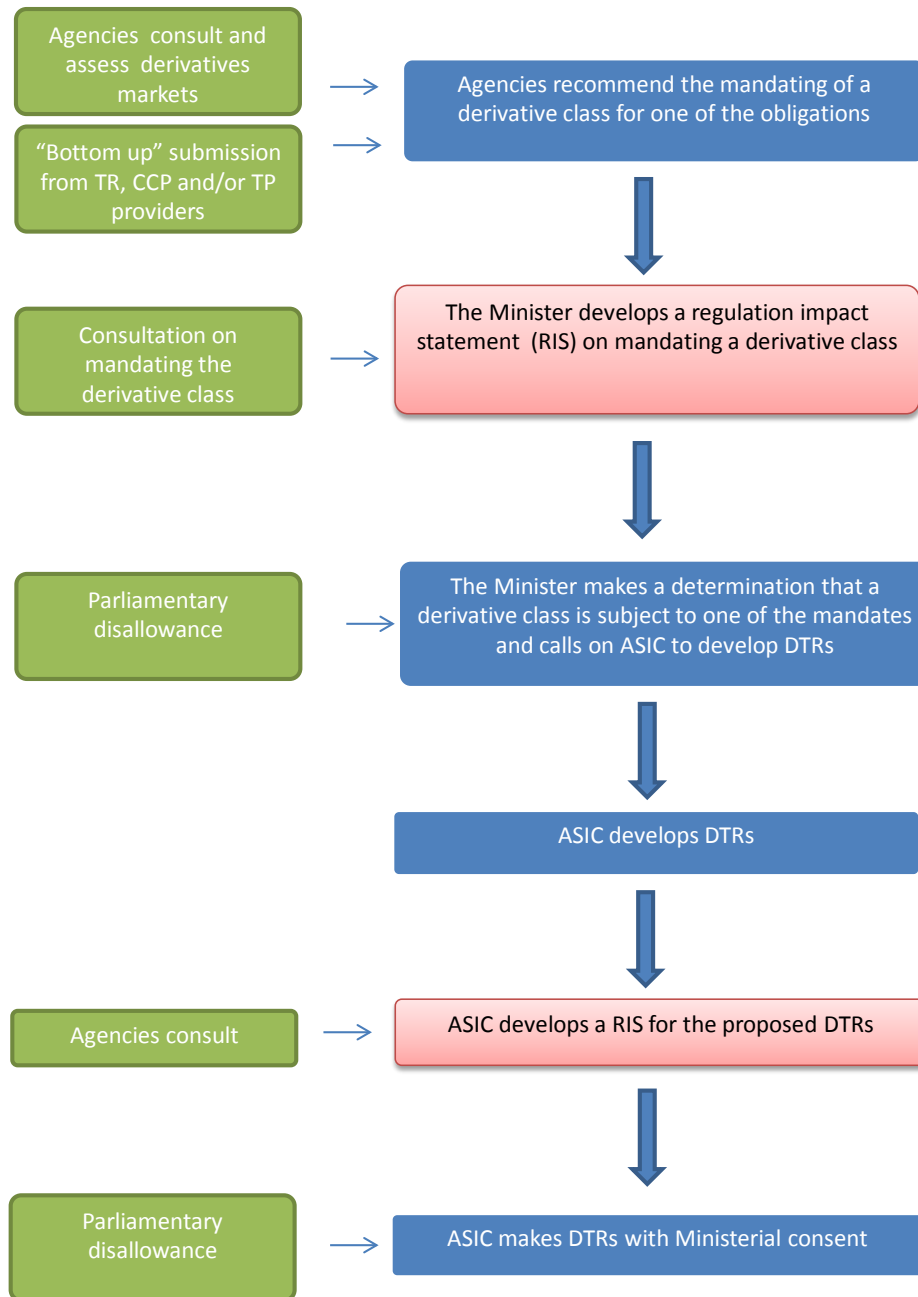 Agencies consult and
assess derivatives
markets
Agencies recommend the mandating of a
derivative class for one of the obligations
“Bottom up” submission
from TR, CCP and/or TP
providers
The Minister develops a regulation impact
statement (RIS) on mandating a derivative class
Consultation on
mandating the
derivative class
Parliamentary
disallowance
The Minister makes a determination that a
derivative class is subject to one of the mandates
and calls on ASIC to develop DTRs
ASIC develops DTRs
Agencies consult
ASIC develops a RIS for the proposed DTRs
Parliamentary
disallowance
ASIC makes DTRs with Ministerial consent